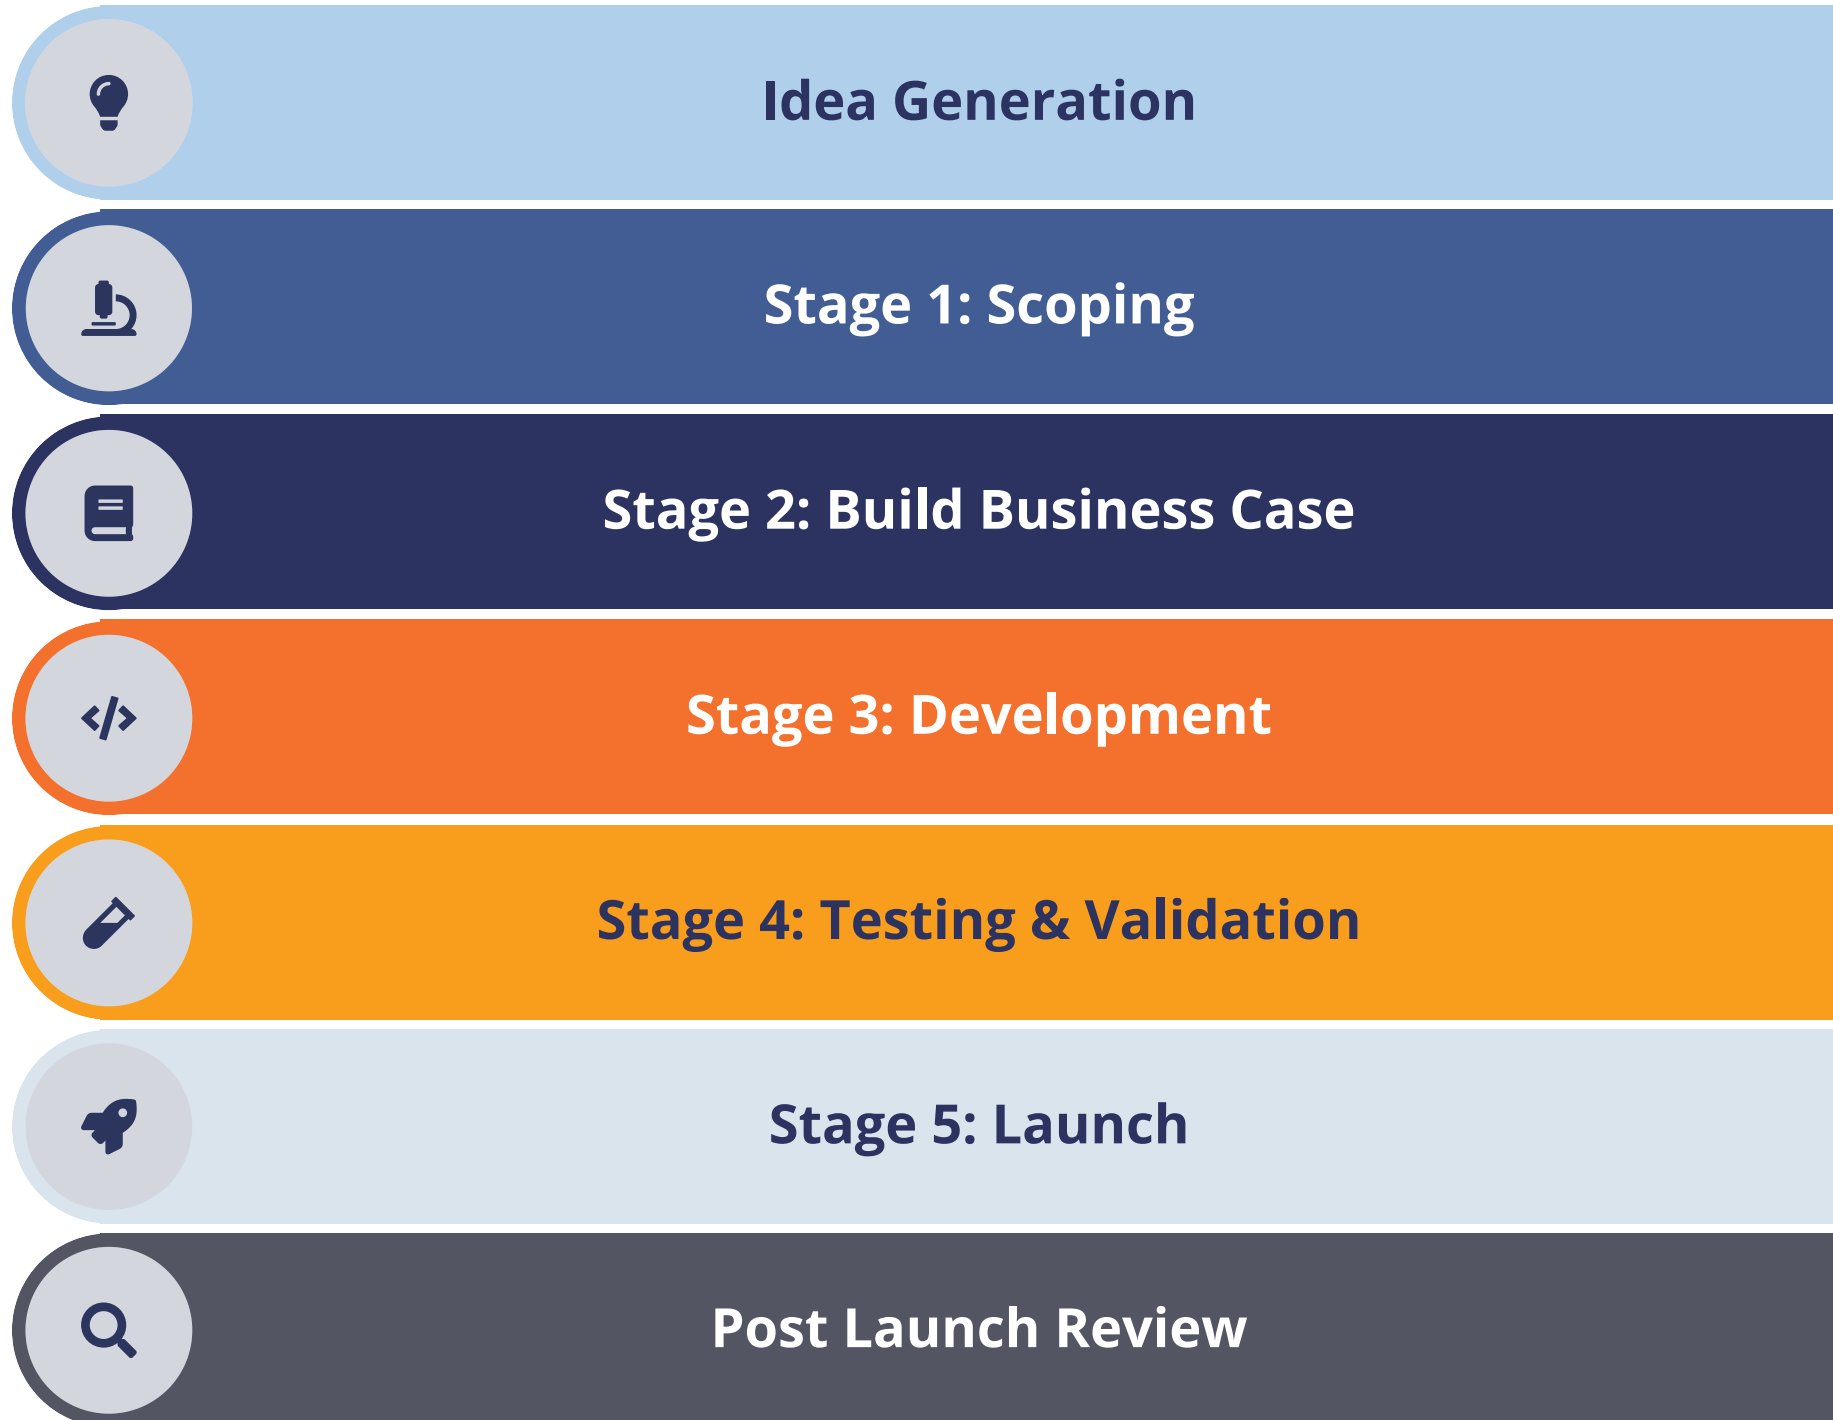 Idea Generation
Stage 1: Scoping
Stage 2: Build Business Case
Stage 3: Development
Stage 4: Testing & Validation
Stage 5: Launch
Post Launch Review